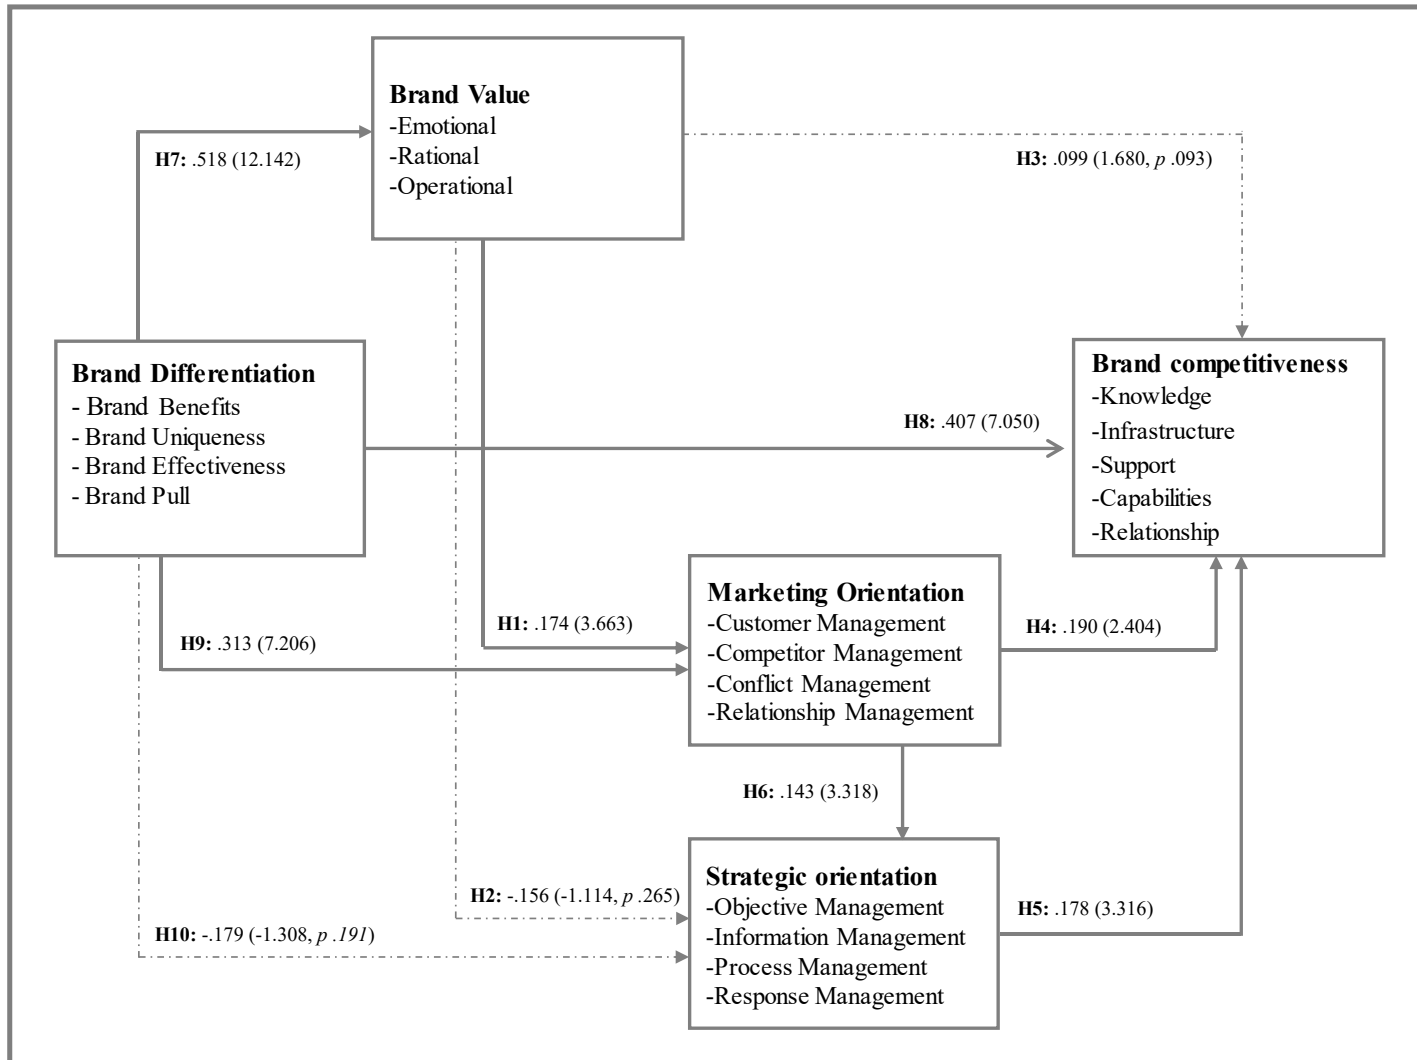 Brand Value
-Emotional
-Rational
-Operational
H7: .518 (12.142)
H3: .099 (1.680, p .093)
Brand Differentiation
- Brand Benefits
- Brand Uniqueness
- Brand Effectiveness
- Brand Pull
H8: .407 (7.050)
Brand competitiveness
-Knowledge
-Infrastructure
-Support
-Capabilities
-Relationship
H9: .313 (7.206)
H1: .174 (3.663)
Marketing Orientation
-Customer Management
-Competitor Management
-Conflict Management
-Relationship Management
H4: .190 (2.404)
H6: .143 (3.318)
H2: -.156 (-1.114, p .265)
H10: -.179 (-1.308, p .191)
Strategic orientation
-Objective Management
-Information Management
-Process Management
-Response Management
H5: .178 (3.316)